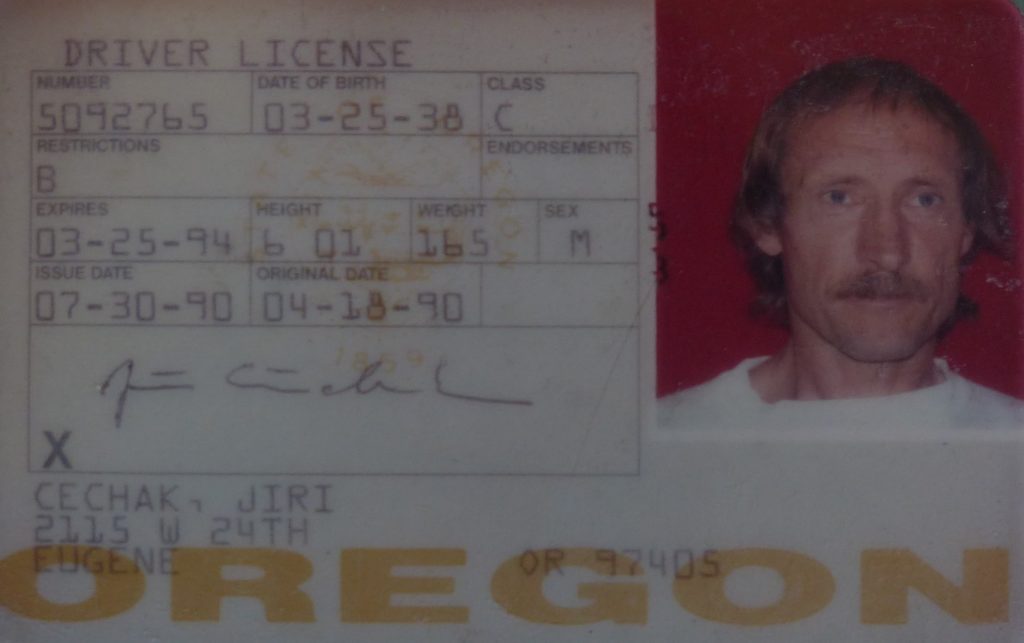 DRIVER LICENSE
NUMBER DATE OF BIRTH CLASS
5092765 03-25-38 C
RESTRICTIONS ENDORSEMENTS
B
EXPIRES HEIGHT WEIGHT SEX
03-25-94 6 01 165 M
ISSUE DATE ORIGINAL DATE
07-30-90 04-18-90
1859
X
CECHAK, JIRI
2115 W 24TH
EUGENE OR 97405
OREGON